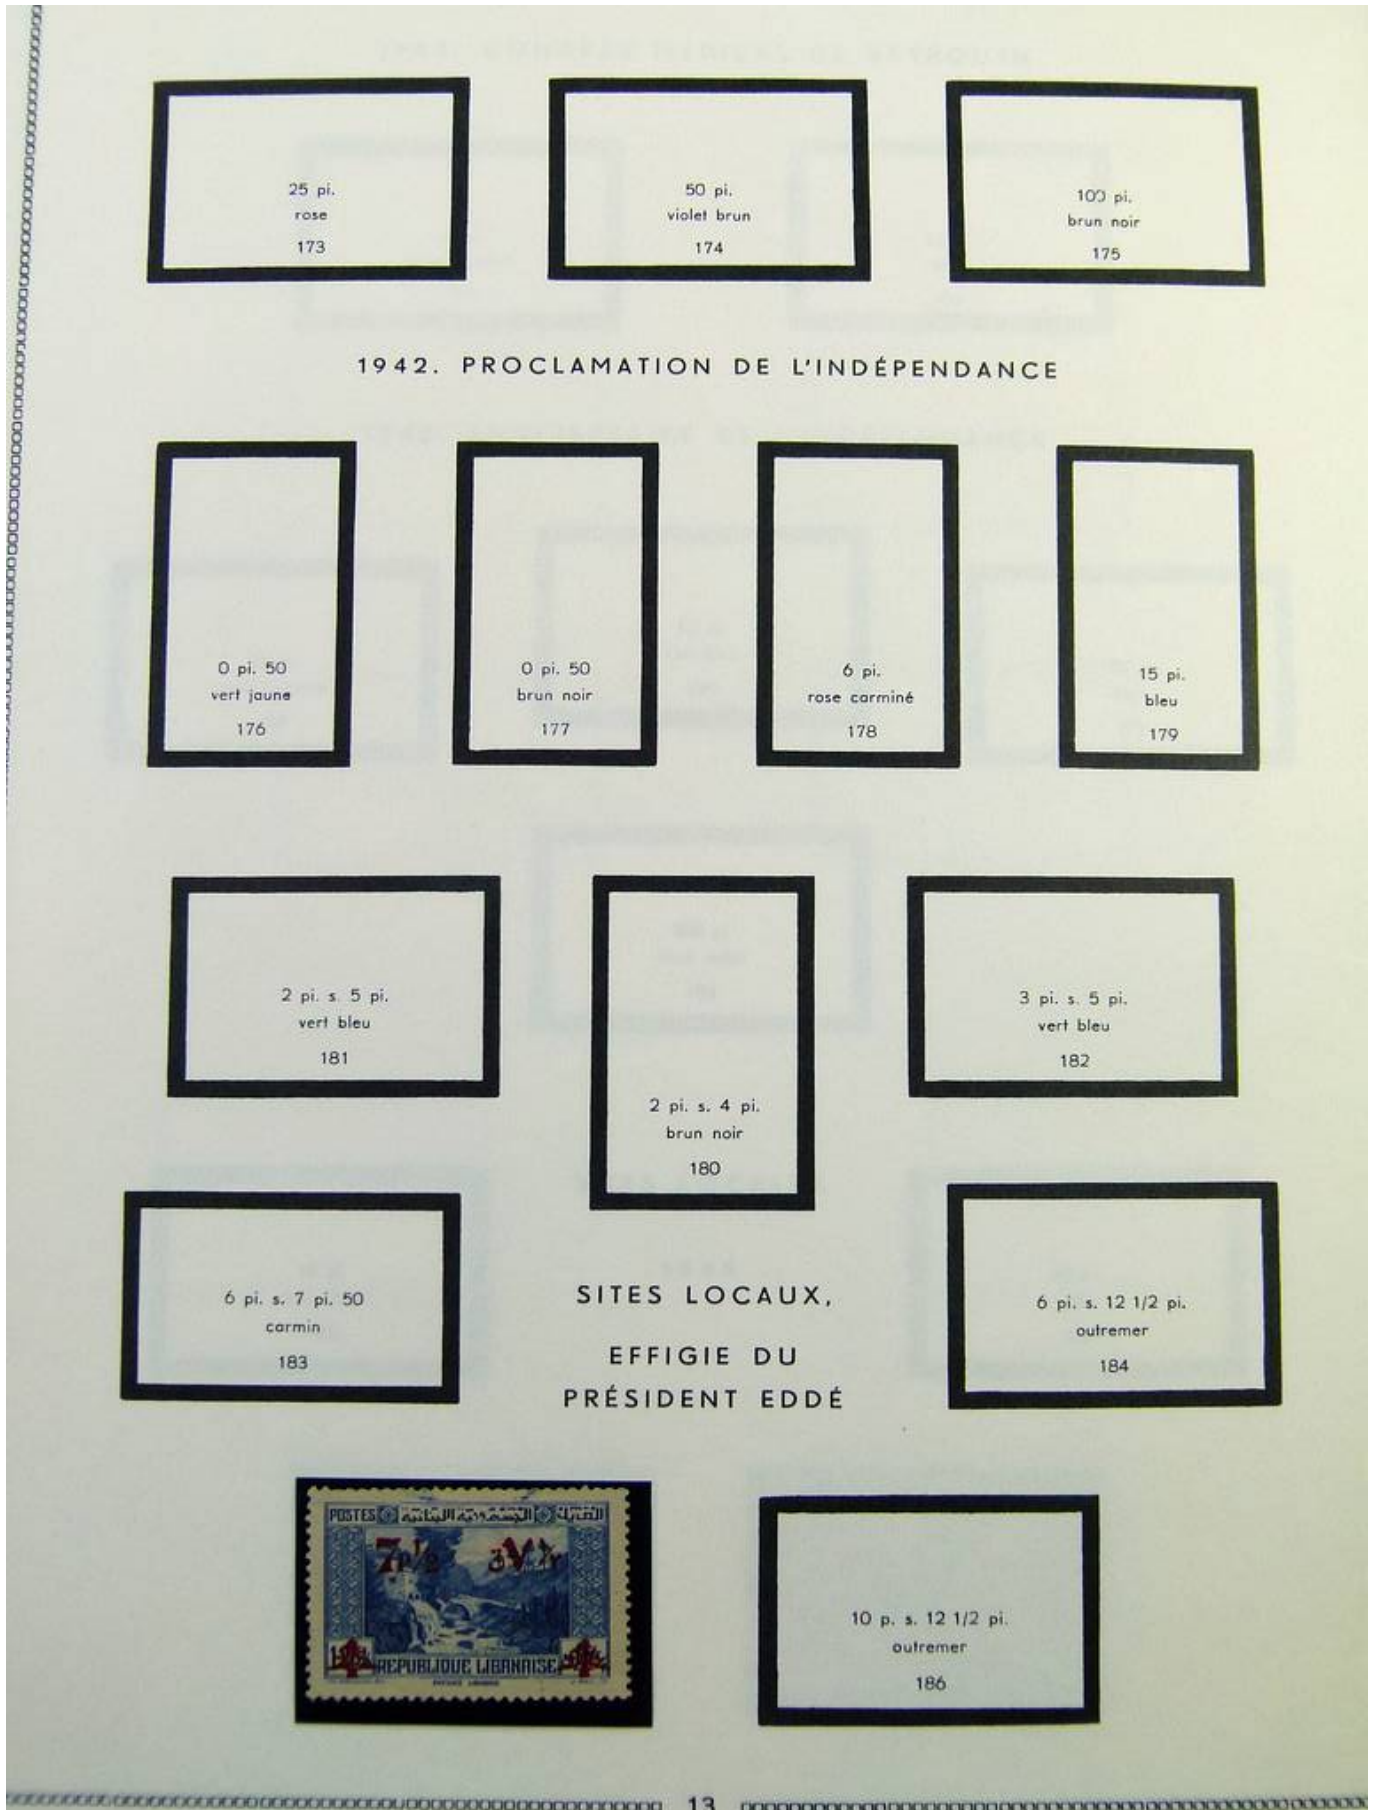 25 pi.
rose
173
50 pi.
violet brun
174
100 pi.
brun noir
175
1942. PROCLAMATION DE L'INDÉPENDANCE
0 pi. 50
vert jaune
176
0 pi. 50
brun noir
177
6 pi.
rose carminé
178
15 pi.
bleu
179
2 pi. s. 5 pi.
vert bleu
181
2 pi. s. 4 pi.
brun noir
180
3 pi. s. 5 pi.
vert bleu
182
6 pi. s. 7 pi. 50
carmin
183
SITES LOCAUX,
EFFIGIE DU
PRÉSIDENT EDDÉ
6 pi. s. 12 1/2 pi.
outremer
184
POSTES
7P½
REPUBLIQUE LIBANAISE
10 p. s. 12 1/2 pi.
outremer
186
13